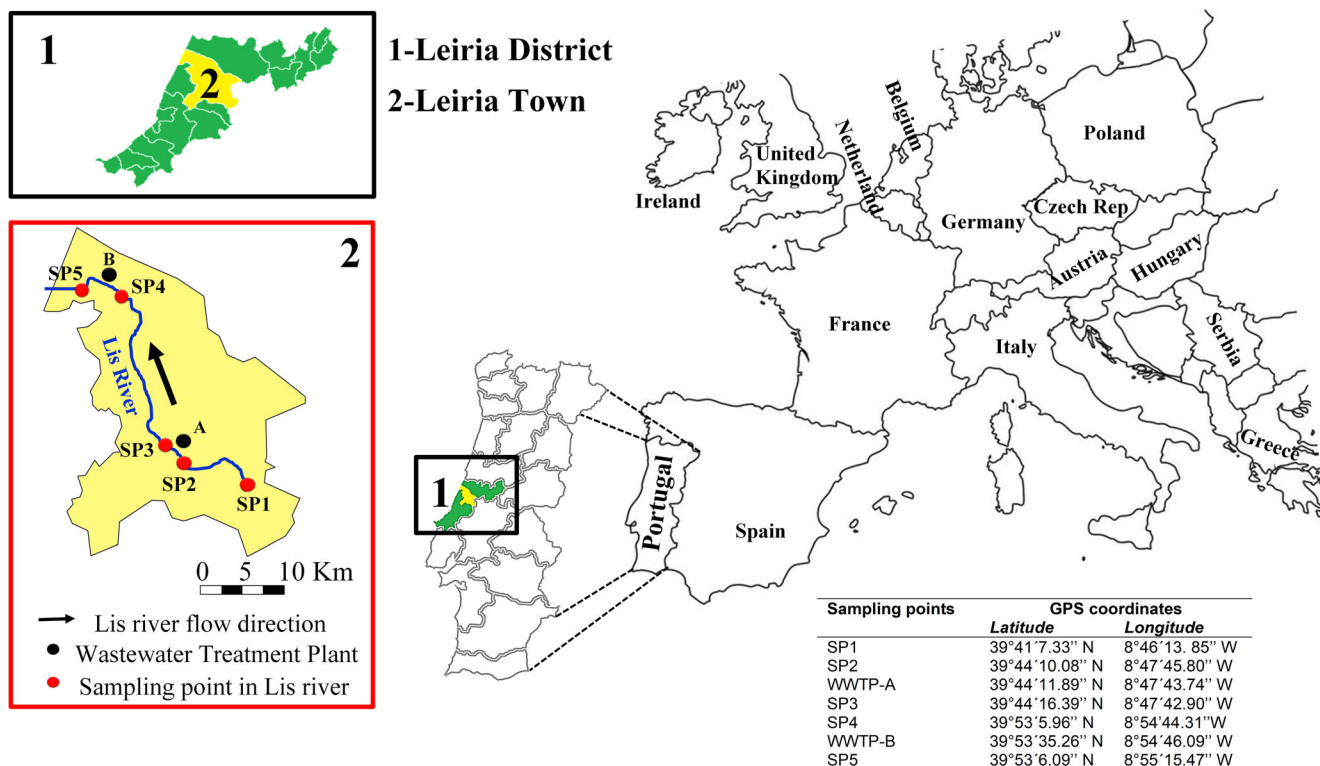 1
2
1-Leiria District
2-Leiria Town
2
B
SP5
SP4
Lis River
A
SP3
SP2
SP1
0 5 10 Km
Lis river flow direction
Wastewater Treatment Plant
Sampling point in Lis river
1
Ireland
United
Kingdom
Netherland
Belgium
Poland
Germany
Czech Rep
Austria
Hungary
France
Italy
Serbia
Greece
Portugal
Spain
Sampling points GPS coordinates
Latitude Longitude
SP1 39°41´7.33’’ N 8°46´13. 85’’ W
SP2 39°44´10.08’’ N 8°47´45.80’’ W
WWTP-A 39°44´11.89’’ N 8°47´43.74’’ W
SP3 39°44´16.39’’ N 8°47´42.90’’ W
SP4 39°53´5.96’’ N 8°54´44.31’’W
WWTP-B 39°53´35.26’’ N 8°54´46.09’’ W
SP5 39°53´6.09’’ N 8°55´15.47’’ W